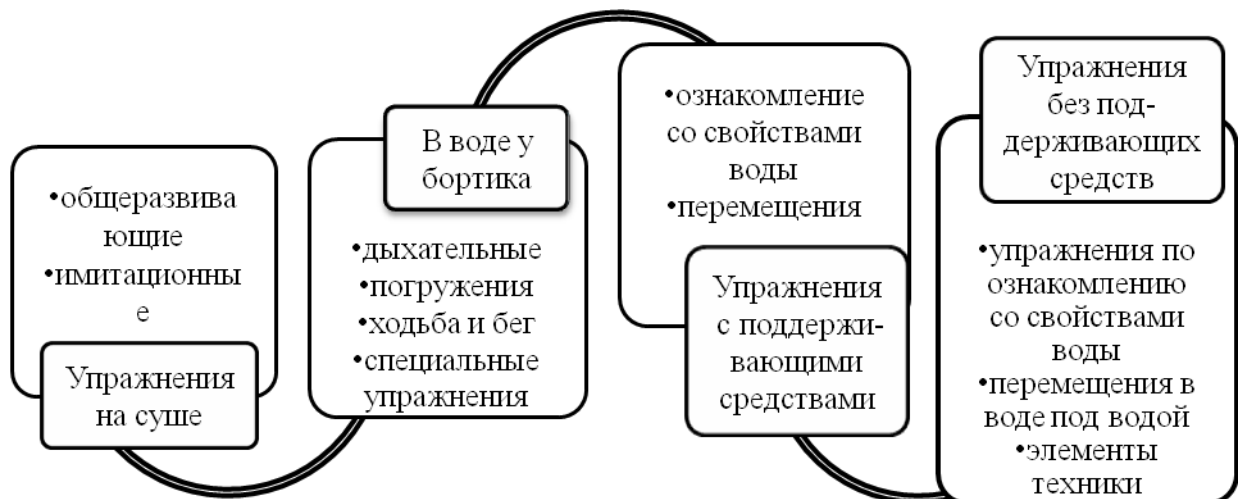 •общеразвива
ющие
•имитационны
е
Упражнения
на суше
В воде у
бортика
•дыхательные
•погружения
•ходьба и бег
•специальные
упражнения
•ознакомление
со свойствами
воды
•перемещения
Упражнения
с поддержи-
вающими
средствами
Упражнения
без под-
держивающих
средств
•упражнения по
ознакомлению
со свойствами
воды
•перемещения в
воде под водой
•элементы
техники